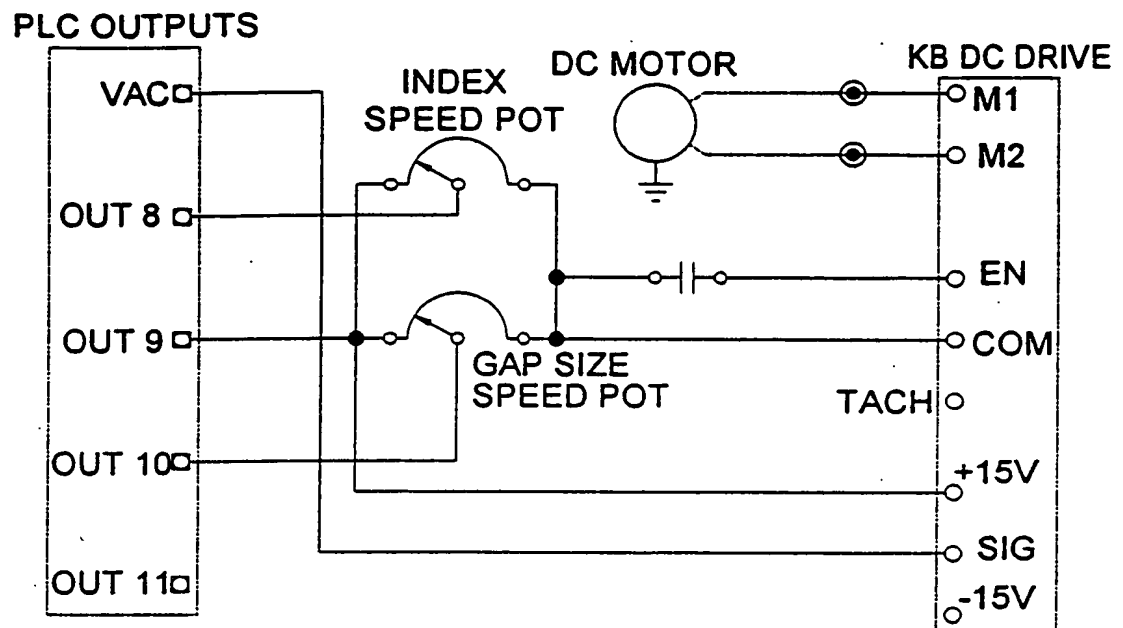 PLC OUTPUTS
VAC
OUT 8
OUT 9
OUT 10
OUT 11
INDEX
SPEED POT
GAP SIZE
SPEED POT
DC MOTOR
KB DC DRIVE
M1
M2
EN
COM
TACH
+15V
SIG
-15V